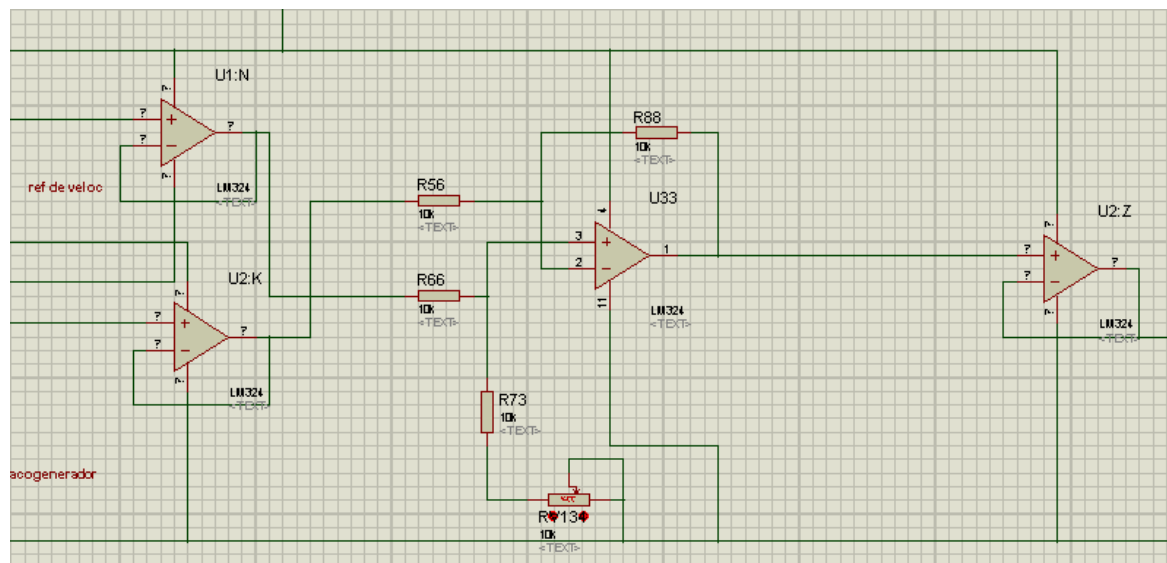 U1:N
?
?
?
?
?
LM324
<TEXT>
ref de veloc
U2:K
?
?
?
?
?
LM324
<TEXT>
acogenerador
R56
10k
<TEXT>
R66
10k
<TEXT>
R73
10k
<TEXT>
RV134
10k
<TEXT>
R88
10k
<TEXT>
U33
4
3
2
1
11
LM324
<TEXT>
U2:Z
?
?
?
?
?
LM324
<TEXT>